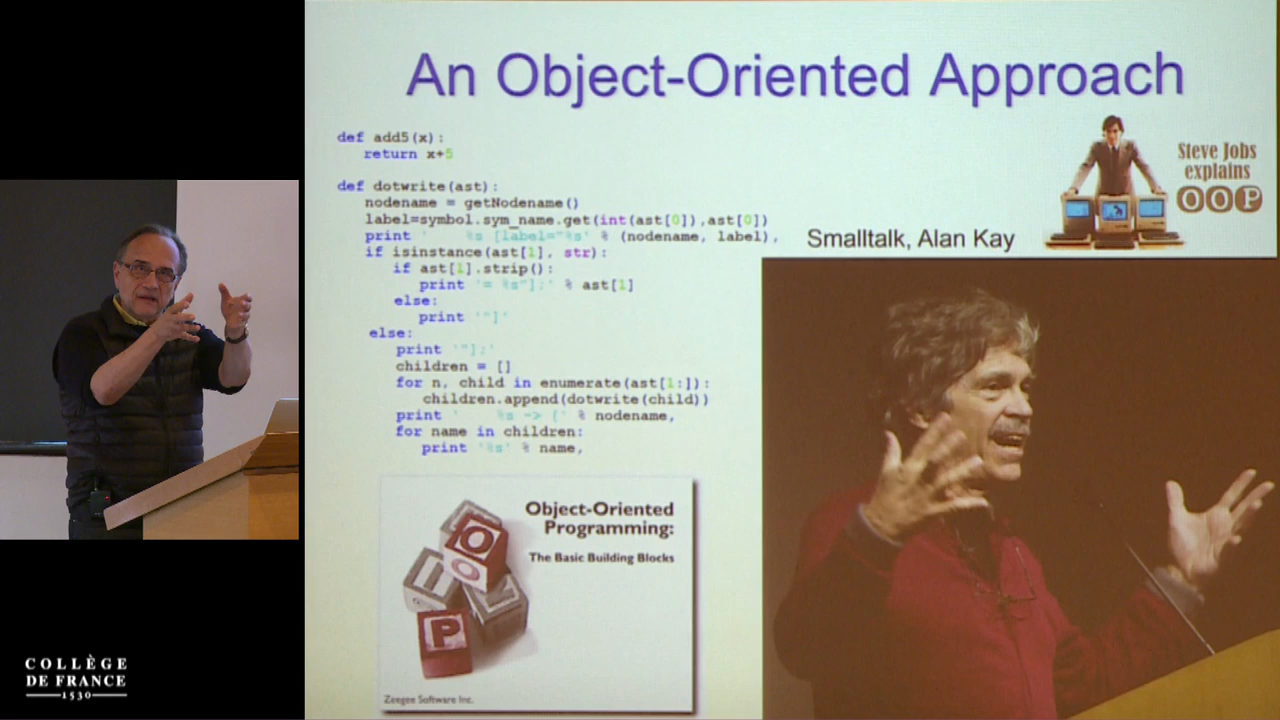 An Object-Oriented Approach
def add5(x):
return x+5
def dotwrite(ast):
nodename = getNodename()
label=symbol.sym_name.get(int(ast[0]),ast[0])
print ' %s [label="%s' % (nodename, label),
if isinstance(ast[1], str):
if ast[1].strip():
print '= %s"];' % ast[1]
else:
print '"]'
else:
print '"];'
children = []
for n, child in enumerate(ast[1:]):
children.append(dotwrite(child))
print ' %s -> {' % nodename,
for name in children:
print '%s' % name,
Steve Jobs
explains
OOP
Smalltalk, Alan Kay
Object-Oriented
Programming:
The Basic Building Blocks
O
O
P
Zeegee Software Inc.
COLLÈGE
DE FRANCE
1530